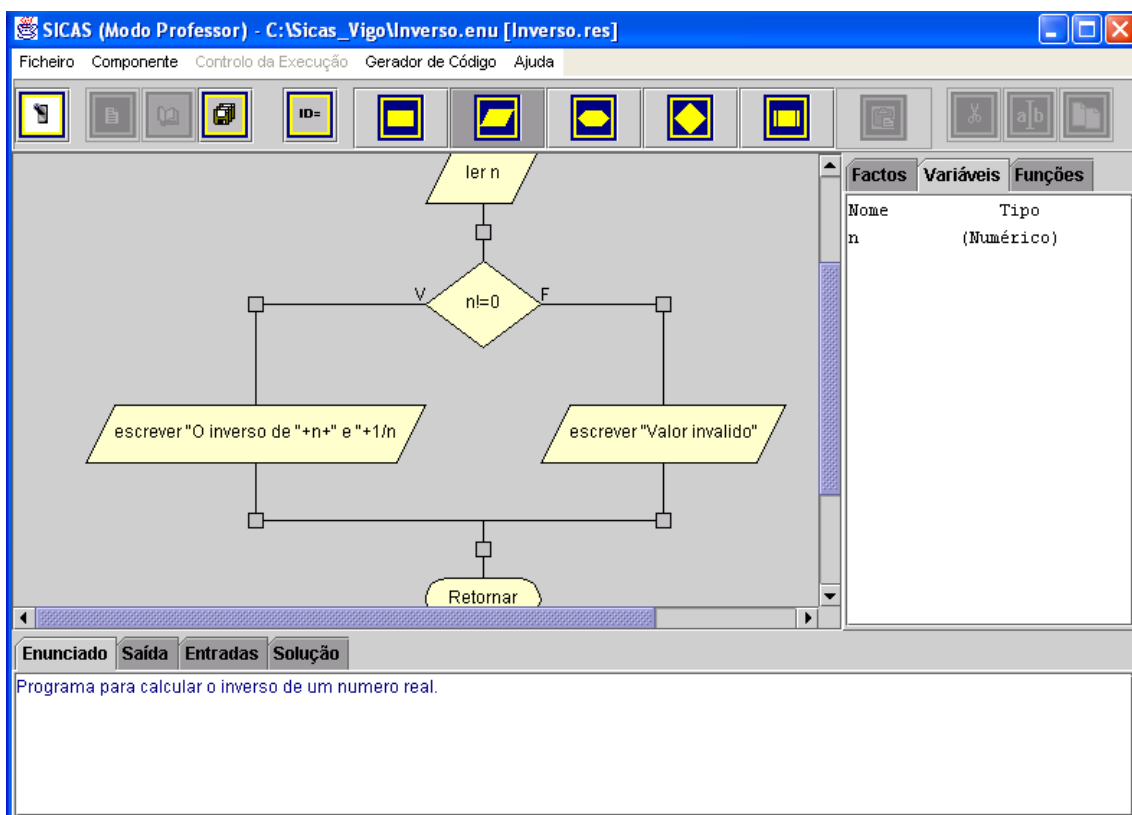 SICAS (Modo Professor) - C:\Sicas_Vigo\Inverso.enu [Inverso.res]
Ficheiro Componente Controlo da Execução Gerador de Código Ajuda
ID=
a|b
ler n
n!=0
V
F
escrever "O inverso de "+n+" e "+1/n
escrever "Valor invalido"
Retornar
Factos Variáveis Funções
Nome Tipo
n (Numérico)
Enunciado Saída Entradas Solução
Programa para calcular o inverso de um numero real.